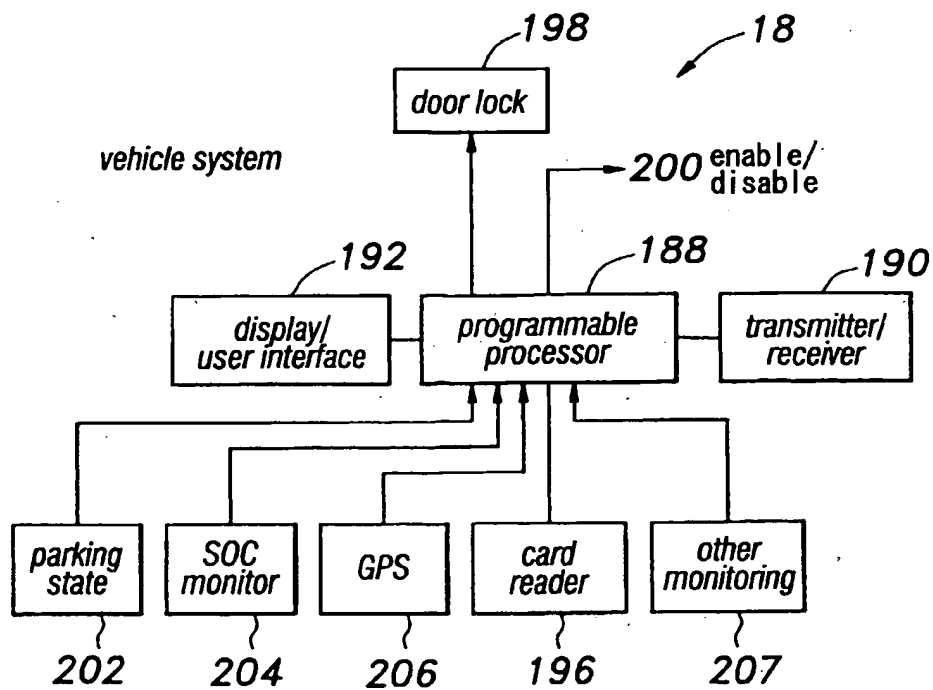 198
18
door lock
vehicle system
200 enable/
disable
192
188
190
display/
user interface
programmable
processor
transmitter/
receiver
parking
state
SOC
monitor
GPS
card
reader
other
monitoring
202
204
206
196
207